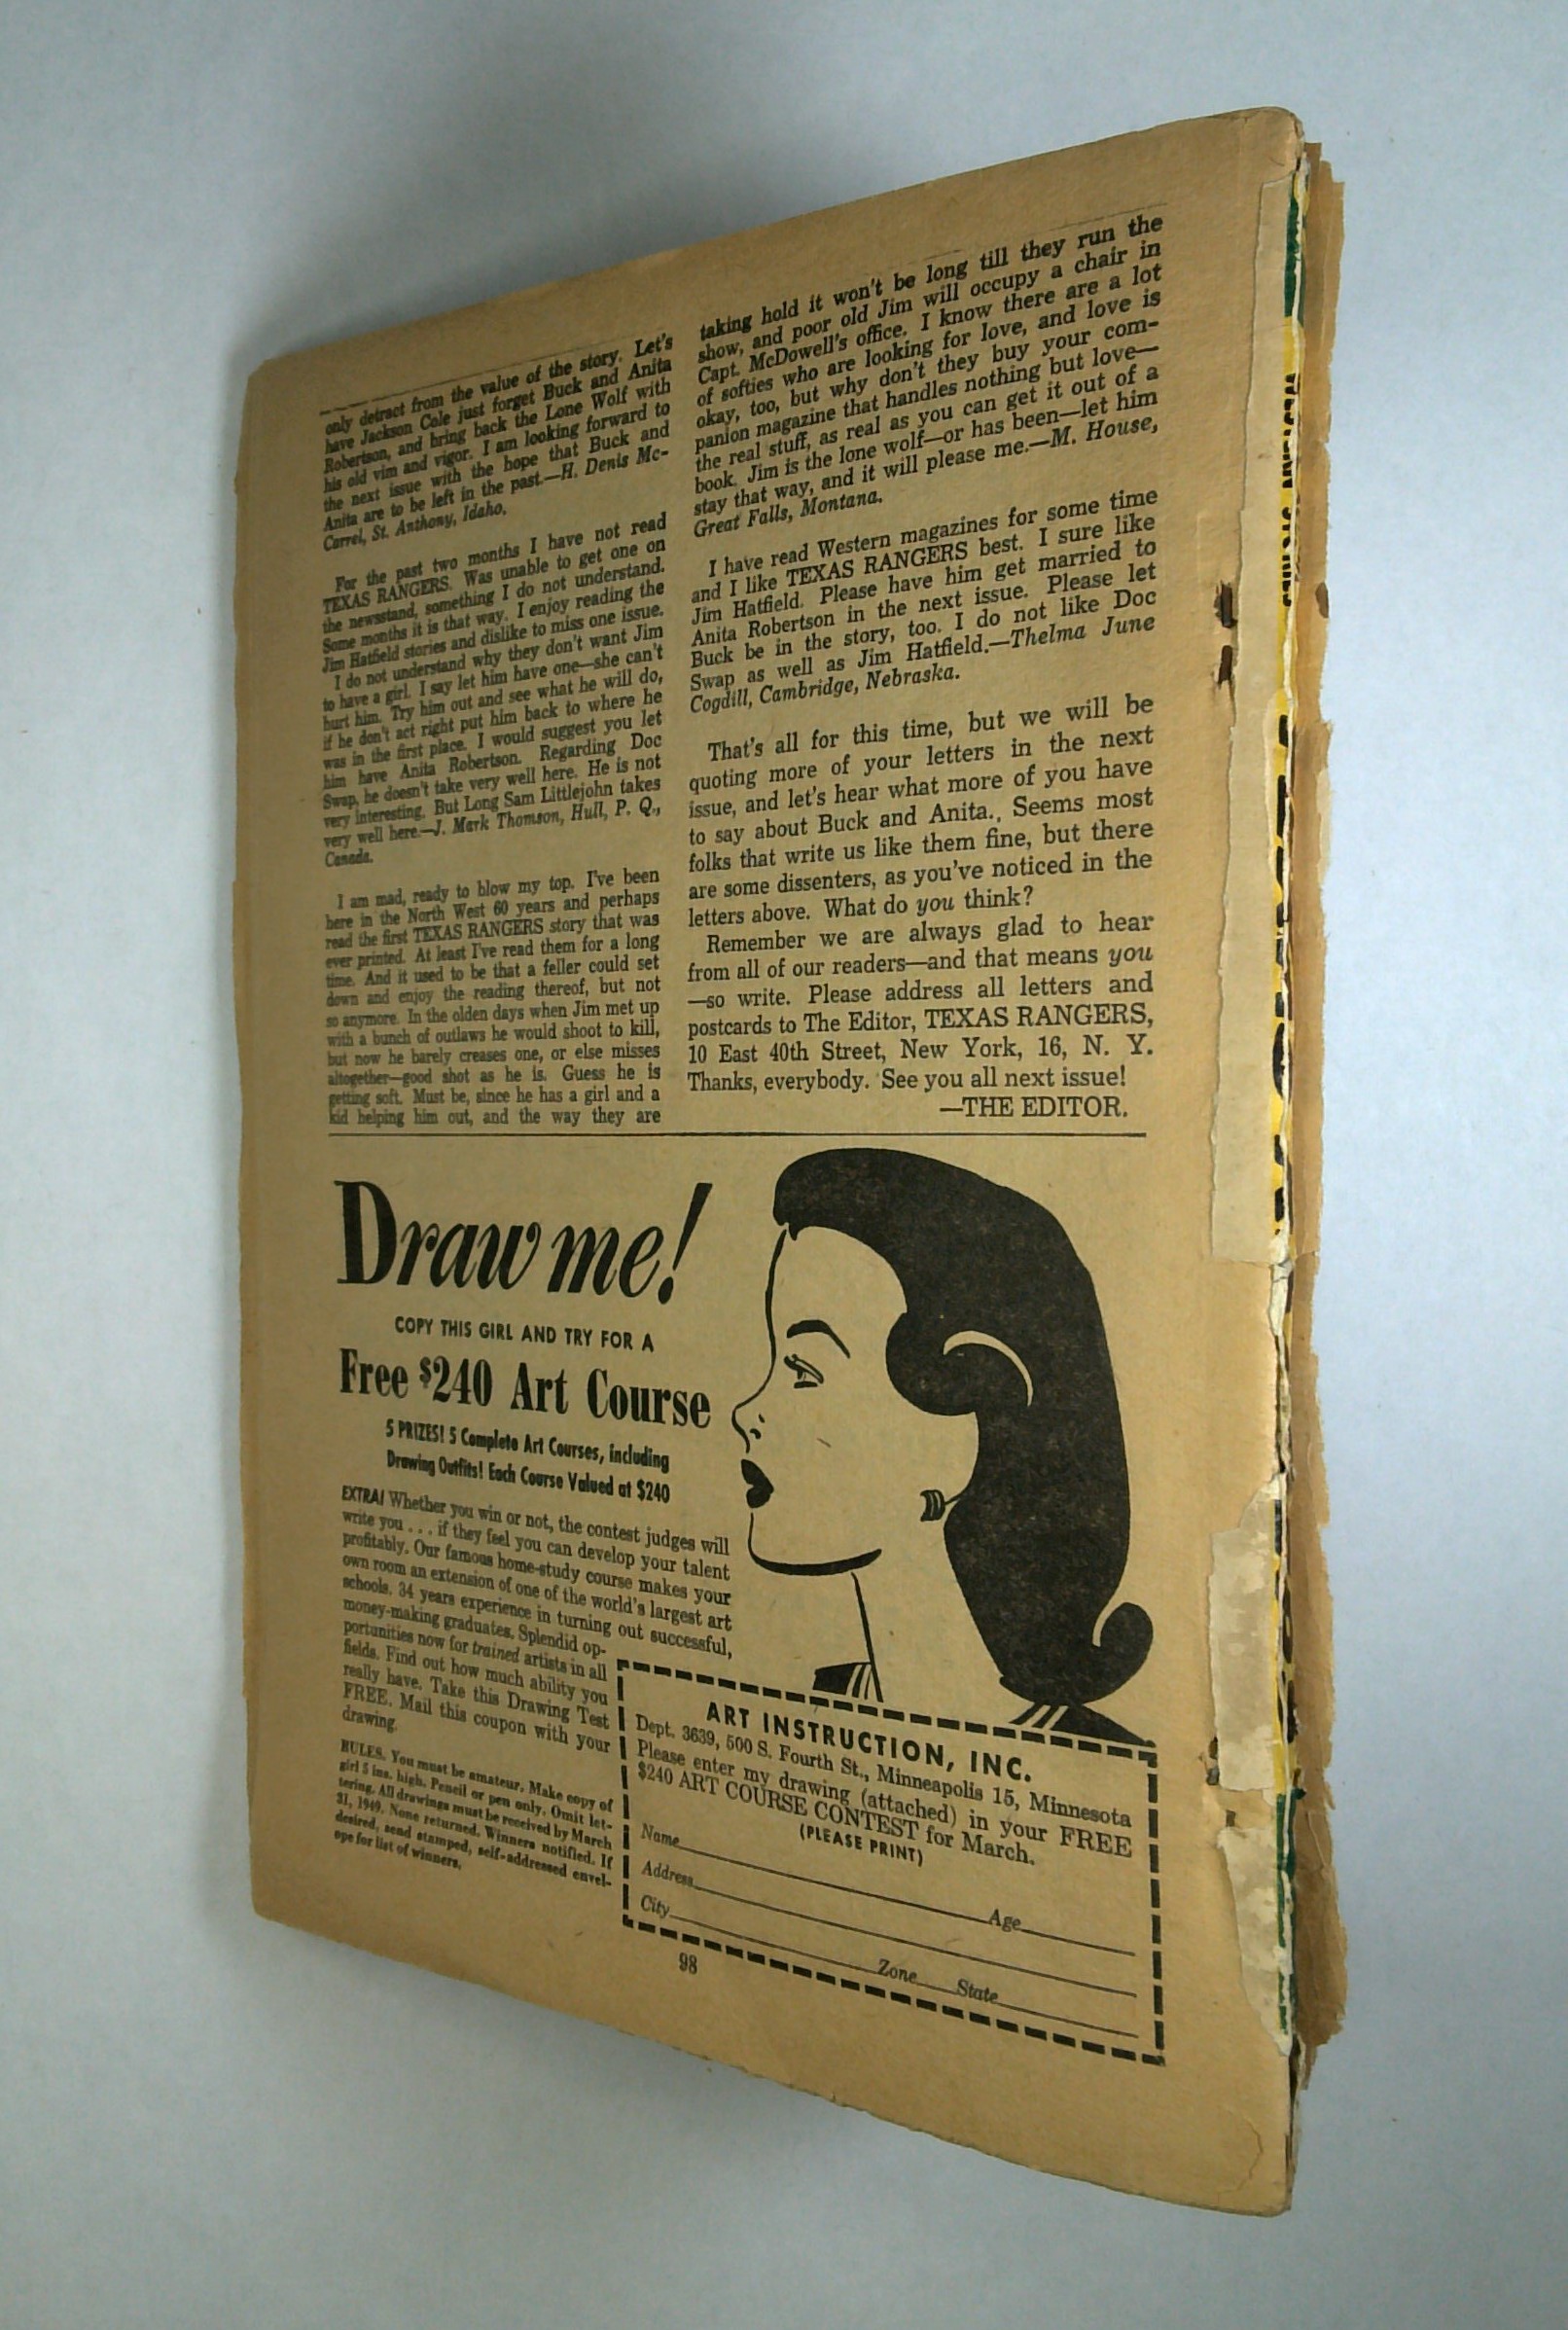 only detract from the value of the story. Let's
have Jackson Cole just forget Buck and Anita
Robertson, and bring back the Lone Wolf with
his old vim and vigor. I am looking forward to
the next issue with the hope that Buck and
Anita are to be left in the past.—H. Denis Mc-
Carrel, St. Anthony, Idaho.
For the past two months I have not read
TEXAS RANGERS. Was unable to get one on
the newsstand, something I do not understand.
Some months it is that way. I enjoy reading the
Jim Hatfield stories and dislike to miss one issue.
I do not understand why they don't want Jim
to have a girl. I say let him have one—she can't
hurt him. Try him out and see what he will do,
if he don't act right put him back to where he
was in the first place. I would suggest you let
him have Anita Robertson. Regarding Doc
Swap, he doesn't take very well here. He is not
very interesting. But Long Sam Littlejohn takes
very well here.—J. Mark Thomson, Hull, P. Q.,
Canada.
I am mad, ready to blow my top. I've been
here in the North West 60 years and perhaps
read the first TEXAS RANGERS story that was
ever printed. At least I've read them for a long
time. And it used to be that a feller could set
down and enjoy the reading thereof, but not
so anymore. In the olden days when Jim met up
with a bunch of outlaws he would shoot to kill,
but now he barely creases one, or else misses
altogether—good shot as he is. Guess he is
getting soft. Must be, since he has a girl and a
kid helping him out, and the way they are
taking hold it won't be long till they run the
show, and poor old Jim will occupy a chair in
Capt. McDowell's office. I know there are a lot
of softies who are looking for love, and love is
okay, too, but why don't they buy your com-
panion magazine that handles nothing but love—
the real stuff, as real as you can get it out of a
book. Jim is the lone wolf—or has been—let him
stay that way, and it will please me.—M. House,
Great Falls, Montana.
I have read Western magazines for some time
and I like TEXAS RANGERS best. I sure like
Jim Hatfield. Please have him get married to
Anita Robertson in the next issue. Please let
Buck be in the story, too. I do not like Doc
Swap as well as Jim Hatfield.—Thelma June
Cogdill, Cambridge, Nebraska.
That's all for this time, but we will be
quoting more of your letters in the next
issue, and let's hear what more of you have
to say about Buck and Anita.. Seems most
folks that write us like them fine, but there
are some dissenters, as you've noticed in the
letters above. What do you think?
Remember we are always glad to hear
from all of our readers—and that means you
—so write. Please address all letters and
postcards to The Editor, TEXAS RANGERS,
10 East 40th Street, New York, 16, N. Y.
Thanks, everybody. See you all next issue!
—THE EDITOR.
Draw me!
COPY THIS GIRL AND TRY FOR A
Free $240 Art Course
5 PRIZES! 5 Complete Art Courses, including
Drawing Outfits! Each Course Valued at $240
EXTRA! Whether you win or not, the contest judges will
write you . . . if they feel you can develop your talent
profitably. Our famous home-study course makes your
own room an extension of one of the world's largest art
schools. 34 years experience in turning out successful,
money-making graduates. Splendid op-
portunities now for trained artists in all
fields. Find out how much ability you
really have. Take this Drawing Test
FREE. Mail this coupon with your
drawing.
RULES. You must be amateur. Make copy of
girl 5 ins. high. Pencil or pen only. Omit let-
tering. All drawings must be received by March
31, 1949. None returned. Winners notified. If
desired, send stamped, self-addressed envel-
ope for list of winners.
ART INSTRUCTION, INC.
Dept. 3639, 500 S. Fourth St., Minneapolis 15, Minnesota
Please enter my drawing (attached) in your FREE
$240 ART COURSE CONTEST for March.
(PLEASE PRINT)
Name Age
Address
City Zone State
98